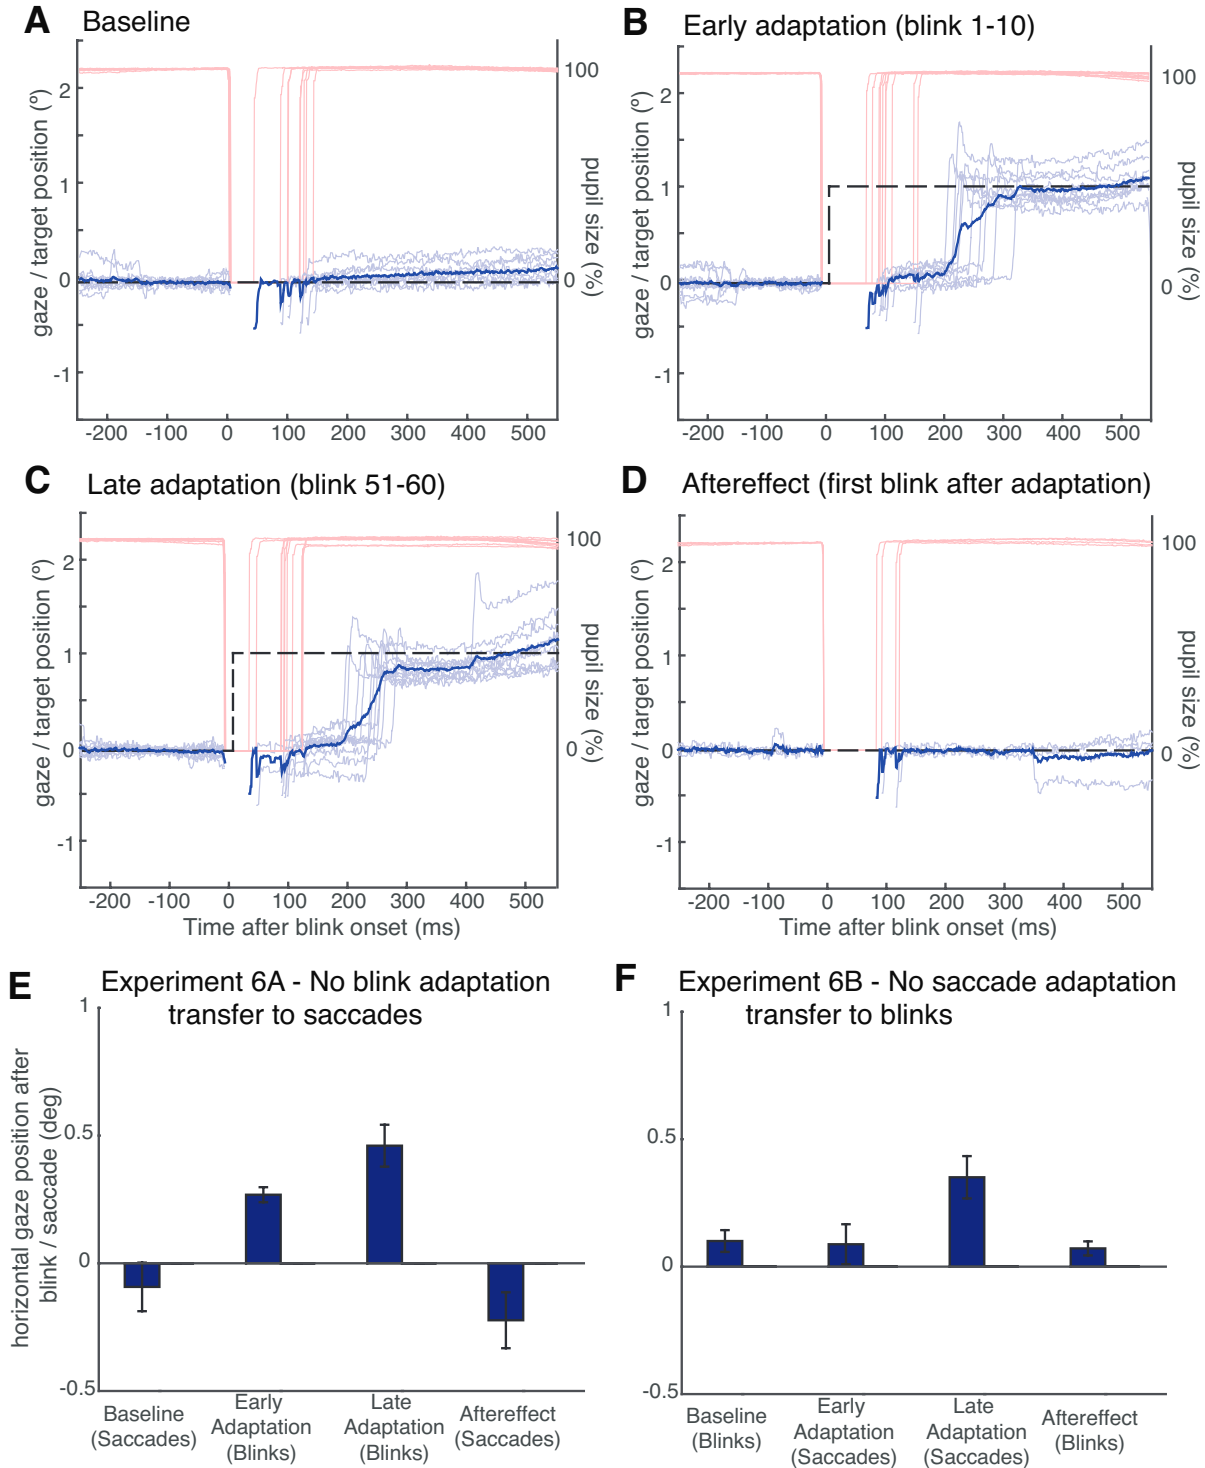 A Baseline
gaze / target position (º)
2
1
0
-1
100
0
pupil size (%)
-200 -100 0 100 200 300 400 500
B Early adaptation (blink 1-10)
gaze / target position (º)
2
1
0
-1
100
0
pupil size (%)
-200 -100 0 100 200 300 400 500
C Late adaptation (blink 51-60)
gaze / target position (º)
2
1
0
-1
100
0
pupil size (%)
-200 -100 0 100 200 300 400 500
Time after blink onset (ms)
D Aftereffect (first blink after adaptation)
gaze / target position (º)
2
1
0
-1
100
0
pupil size (%)
-200 -100 0 100 200 300 400 500
Time after blink onset (ms)
E Experiment 6A - No blink adaptation
transfer to saccades
horizontal gaze position after
blink / saccade (deg)
1
0.5
0
-0.5
Baseline
(Saccades)
Early
Adaptation
(Blinks)
Late
Adaptation
(Blinks)
Aftereffect
(Saccades)
F Experiment 6B - No saccade adaptation
transfer to blinks
1
0.5
0
-0.5
Baseline
(Blinks)
Early
Adaptation
(Saccades)
Late
Adaptation
(Saccades)
Aftereffect
(Blinks)